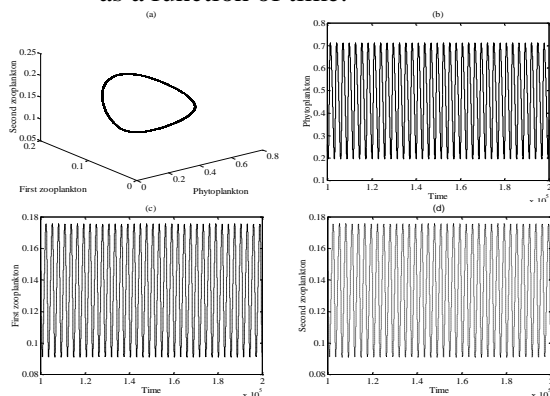 as a function of time.
(a)
0.25
0.2
0.15
0.1
0.05
Second zooplankton
0.2
0.1
0
First zooplankton
0
0.2
0.4
0.6
0.8
Phytoplankton
(b)
0.8
0.7
0.6
0.5
0.4
0.3
0.2
0.1
Phytoplankton
1 1.2 1.4 1.6 1.8 2
Time
x 10⁵
(c)
0.18
0.16
0.14
0.12
0.1
0.08
First zooplankton
1 1.2 1.4 1.6 1.8 2
Time
x 10⁵
(d)
0.18
0.16
0.14
0.12
0.1
0.08
Second zooplankton
1 1.2 1.4 1.6 1.8 2
Time
x 10⁵